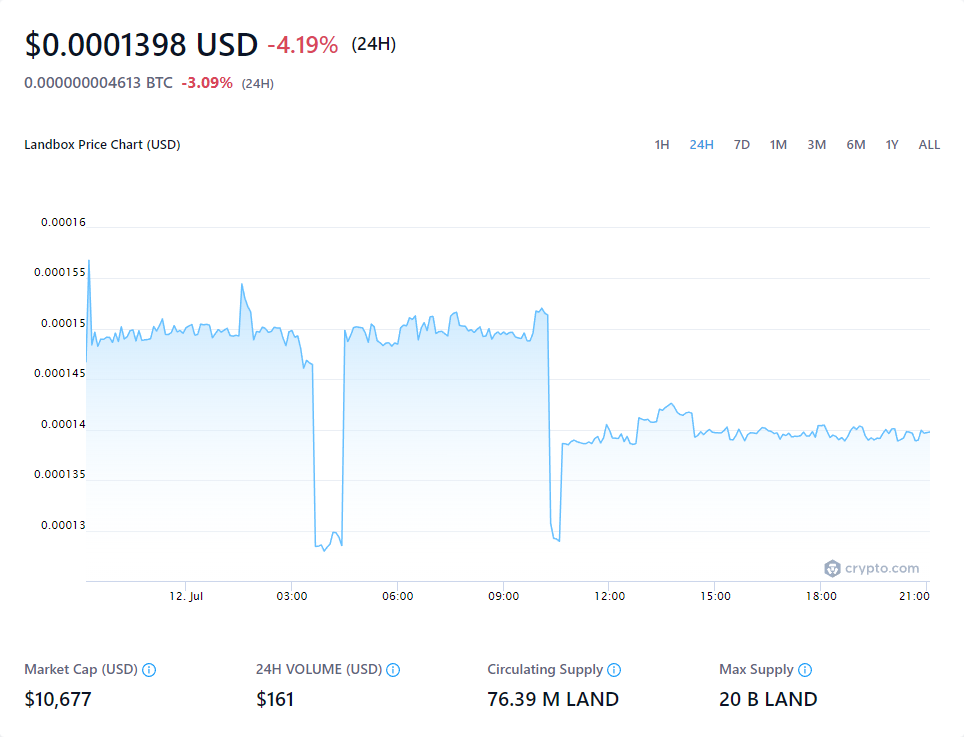 $0.0001398 USD -4.19% (24H)
0.000000004613 BTC -3.09% (24H)
Landbox Price Chart (USD) 1H 24H 7D 1M 3M 6M 1Y ALL
0.00016
0.000155
0.00015
0.000145
0.00014
0.000135
0.00013
crypto.com
12. Jul 03:00 06:00 09:00 12:00 15:00 18:00 21:00
Market Cap (USD) 24H VOLUME (USD) Circulating Supply Max Supply
$10,677 $161 76.39 M LAND 20 B LAND